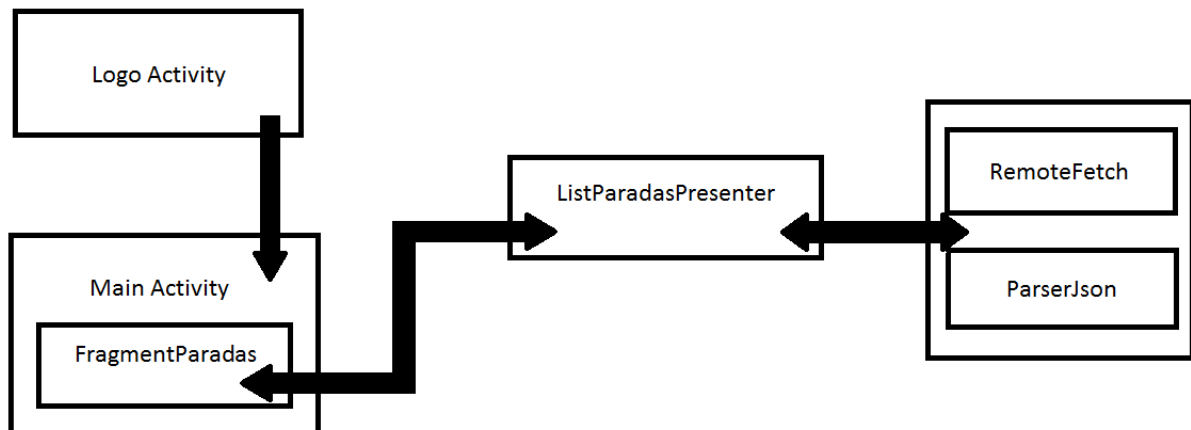 Logo Activity
Main Activity
FragmentParadas
ListParadasPresenter
RemoteFetch
ParserJson